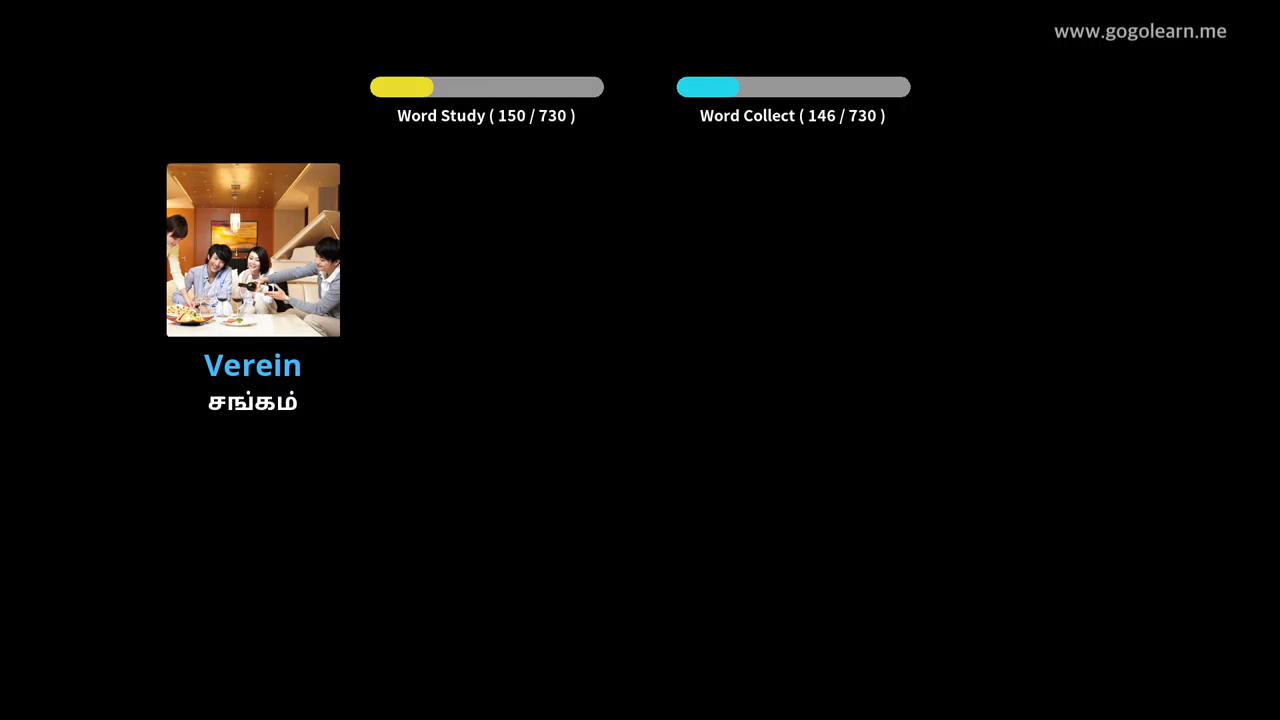 www.gogolearn.me
Word Study ( 150 / 730 )
Word Collect ( 146 / 730 )
Verein
சங்கம்